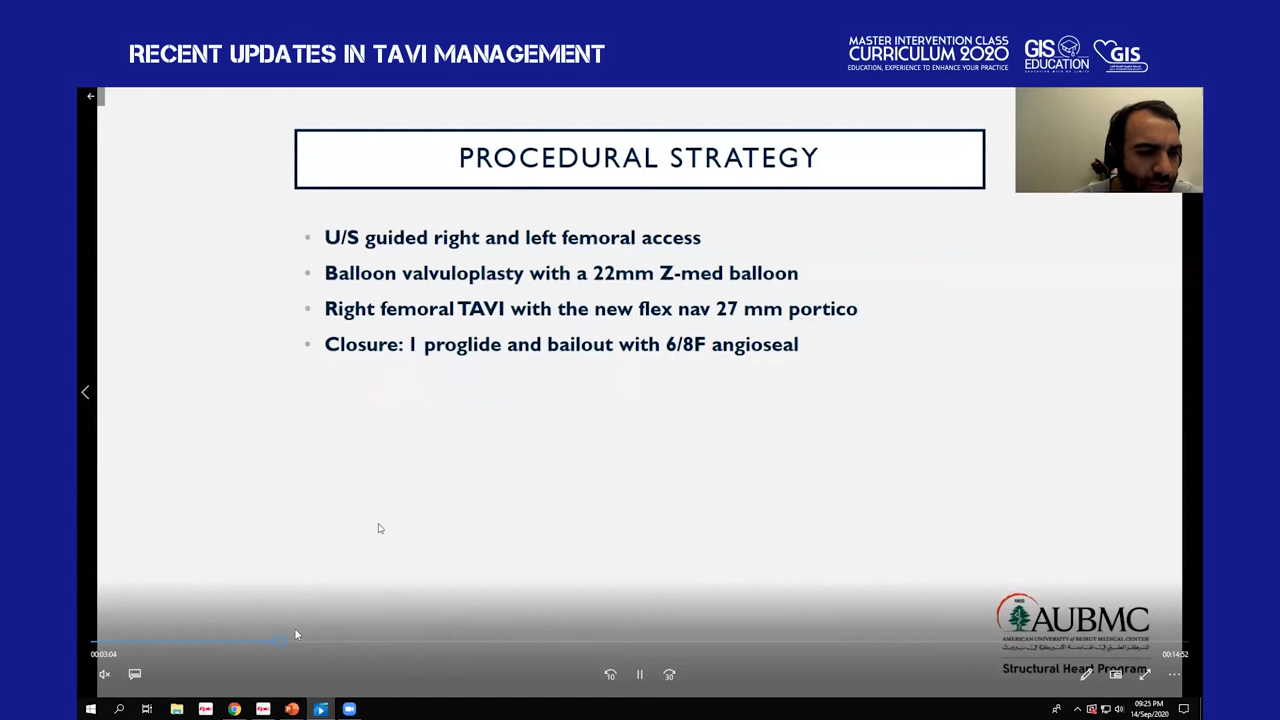 RECENT UPDATES IN TAVI MANAGEMENT
MASTER INTERVENTION CLASS
CURRICULUM 2020
EDUCATION, EXPERIENCE TO ENHANCE YOUR PRACTICE
GIS
EDUCATION
GIS
PROCEDURAL STRATEGY
• U/S guided right and left femoral access
• Balloon valvuloplasty with a 22mm Z-med balloon
• Right femoral TAVI with the new flex nav 27 mm portico
• Closure: 1 proglide and bailout with 6/8F angioseal
1902
AUBMC
AMERICAN UNIVERSITY OF BEIRUT MEDICAL CENTER
Structural Heart Program
00:03:04
00:14:52
10
30
09:25 PM
14/Sep/2020